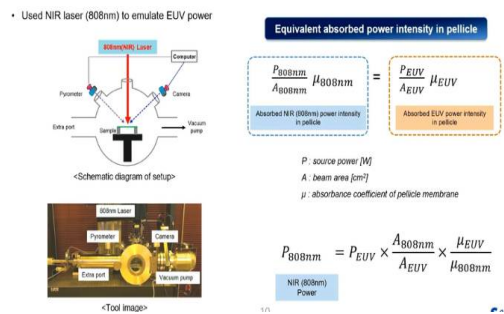 • Used NIR laser (808nm) to emulate EUV power
808nm(NIR) Laser
Computer
Pyrometer
Camera
Extra port
Sample
Vacuum
pump
<Schematic diagram of setup>
808nm Laser
Pyrometer
Camera
Extra port
Vacuum pump
<Tool image>
Equivalent absorbed power intensity in pellicle
P808nm / A808nm μ808nm = PEUV / AEUV μEUV
Absorbed NIR (808nm) power intensity
in pellicle
Absorbed EUV power intensity
in pellicle
P : source power [W]
A : beam area [cm²]
μ : absorbance coefficient of pellicle membrane
P808nm = PEUV × A808nm / AEUV × μEUV / μ808nm
NIR (808nm)
Power
10